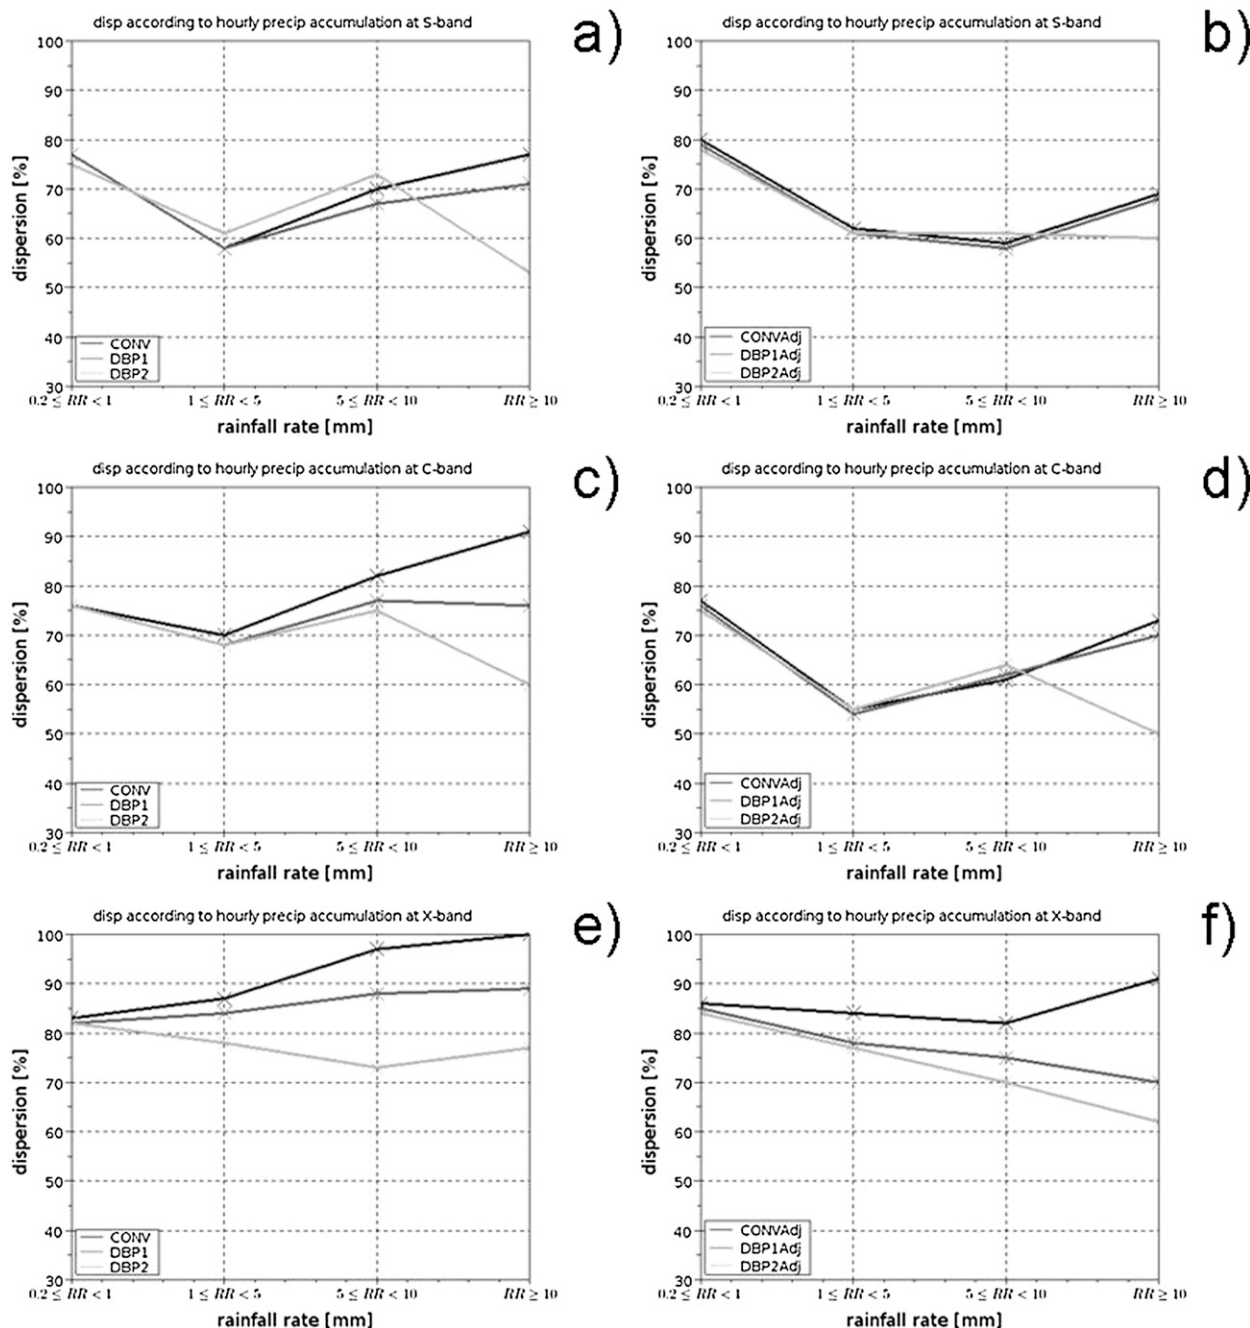 disp according to hourly precip accumulation at S-band
a)
100
90
80
70
60
50
40
30
dispersion [%]
CONV
DBP1
DBP2
0.2 ≤ RR < 1
1 ≤ RR < 5
5 ≤ RR < 10
RR ≥ 10
rainfall rate [mm]
disp according to hourly precip accumulation at S-band
b)
100
90
80
70
60
50
40
30
dispersion [%]
CONVAdj
DBP1Adj
DBP2Adj
0.2 ≤ RR < 1
1 ≤ RR < 5
5 ≤ RR < 10
RR ≥ 10
rainfall rate [mm]
disp according to hourly precip accumulation at C-band
c)
100
90
80
70
60
50
40
30
dispersion [%]
CONV
DBP1
DBP2
0.2 ≤ RR < 1
1 ≤ RR < 5
5 ≤ RR < 10
RR ≥ 10
rainfall rate [mm]
disp according to hourly precip accumulation at C-band
d)
100
90
80
70
60
50
40
30
dispersion [%]
CONVAdj
DBP1Adj
DBP2Adj
0.2 ≤ RR < 1
1 ≤ RR < 5
5 ≤ RR < 10
RR ≥ 10
rainfall rate [mm]
disp according to hourly precip accumulation at X-band
e)
100
90
80
70
60
50
40
30
dispersion [%]
CONV
DBP1
DBP2
0.2 ≤ RR < 1
1 ≤ RR < 5
5 ≤ RR < 10
RR ≥ 10
rainfall rate [mm]
disp according to hourly precip accumulation at X-band
f)
100
90
80
70
60
50
40
30
dispersion [%]
CONVAdj
DBP1Adj
DBP2Adj
0.2 ≤ RR < 1
1 ≤ RR < 5
5 ≤ RR < 10
RR ≥ 10
rainfall rate [mm]